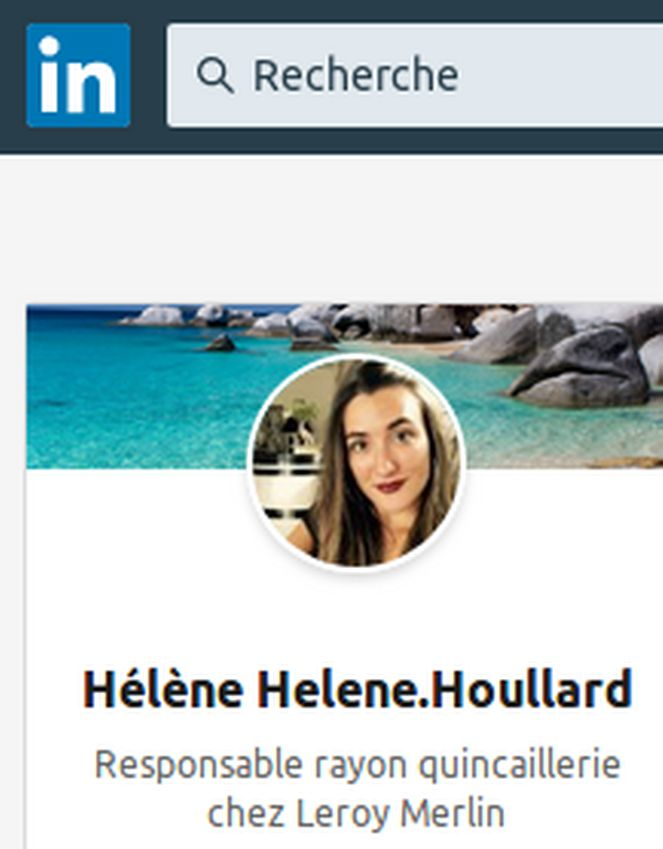 in
Recherche
Hélène Helene.Houllard
Responsable rayon quincaillerie
chez Leroy Merlin